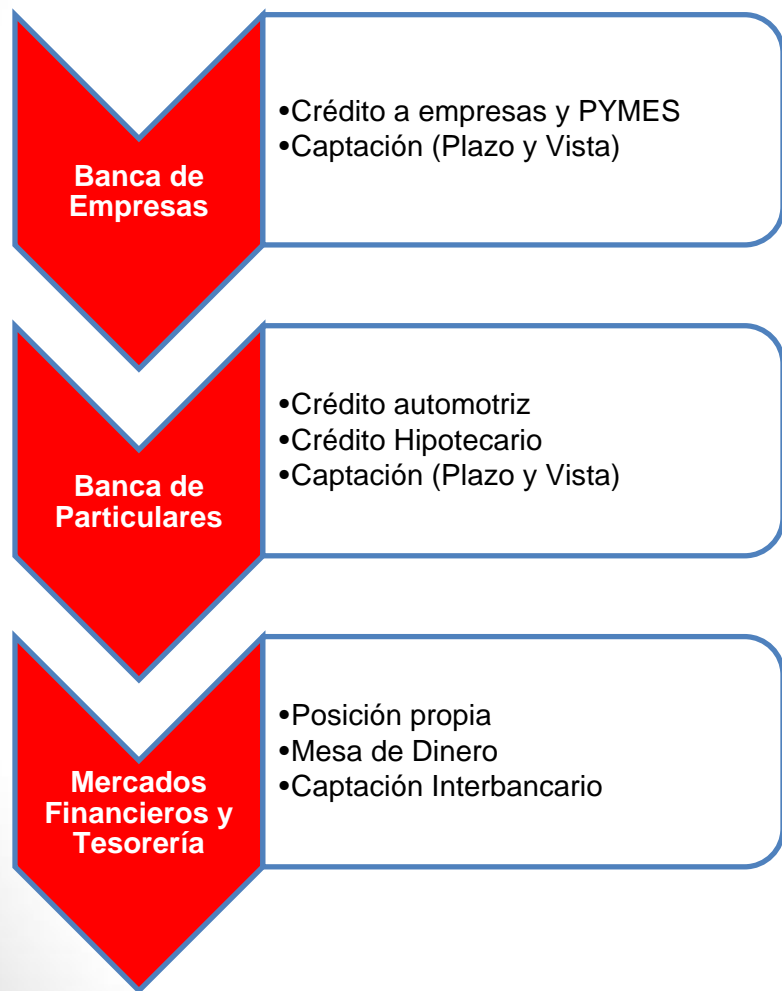 Banca de
Empresas
•Crédito a empresas y PYMES
•Captación (Plazo y Vista)
Banca de
Particulares
•Crédito automotriz
•Crédito Hipotecario
•Captación (Plazo y Vista)
Mercados
Financieros y
Tesorería
•Posición propia
•Mesa de Dinero
•Captación Interbancario